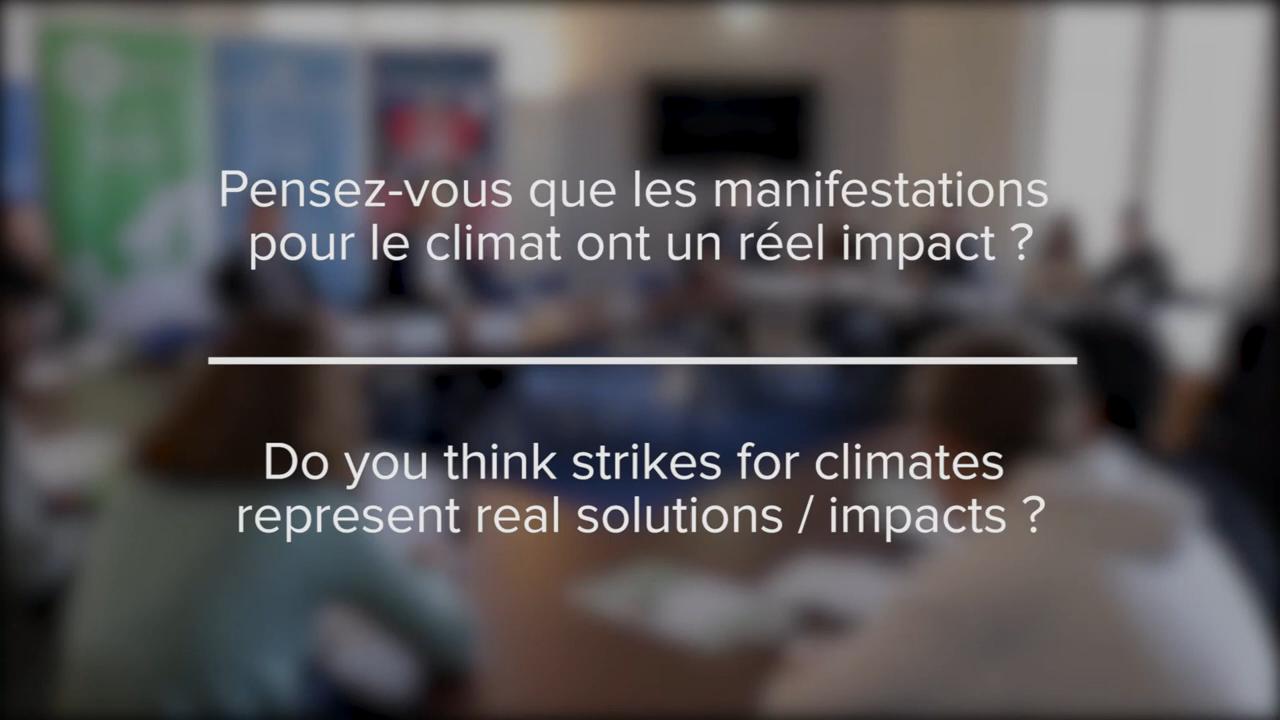 Pensez-vous que les manifestations
pour le climat ont un réel impact ?
Do you think strikes for climates
represent real solutions / impacts ?